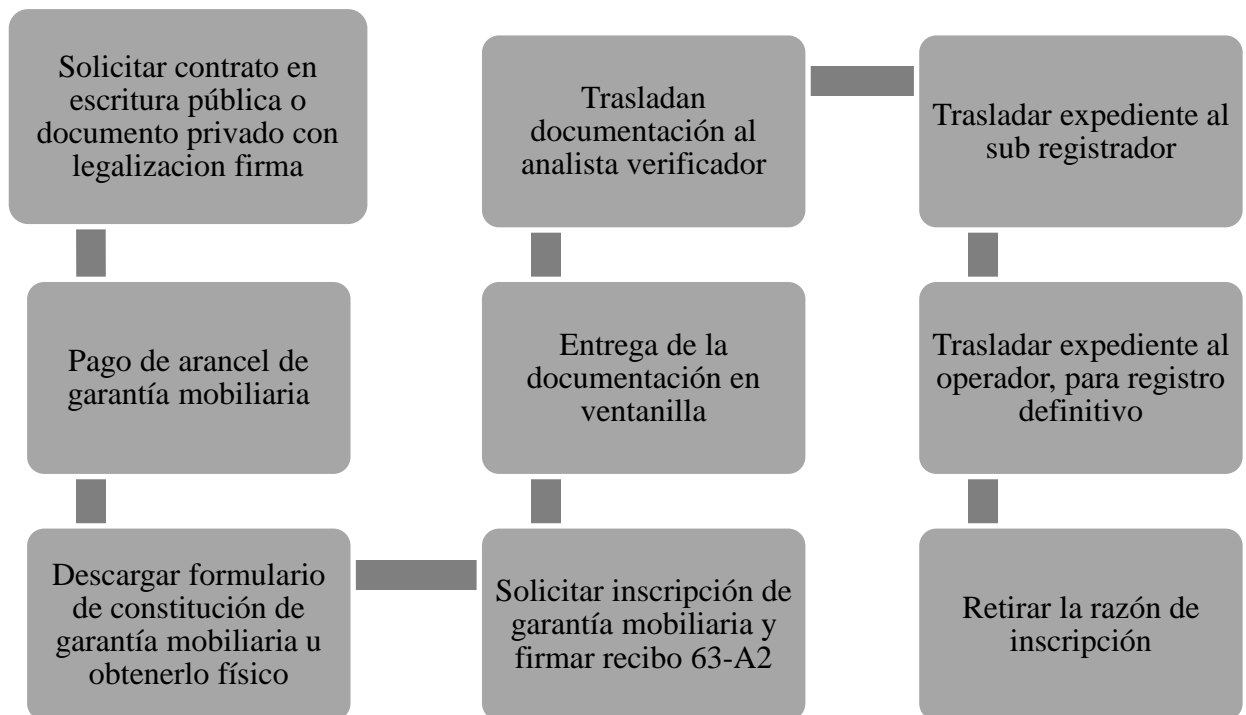 Solicitar contrato en
escritura pública o
documento privado con
legalizacion firma
Pago de arancel de
garantía mobiliaria
Descargar formulario
de constitución de
garantía mobiliaria u
obtenerlo físico
Solicitar inscripción de
garantía mobiliaria y
firmar recibo 63-A2
Entrega de la
documentación en
ventanilla
Trasladan
documentación al
analista verificador
Trasladar expediente al
sub registrador
Trasladar expediente al
operador, para registro
definitivo
Retirar la razón de
inscripción